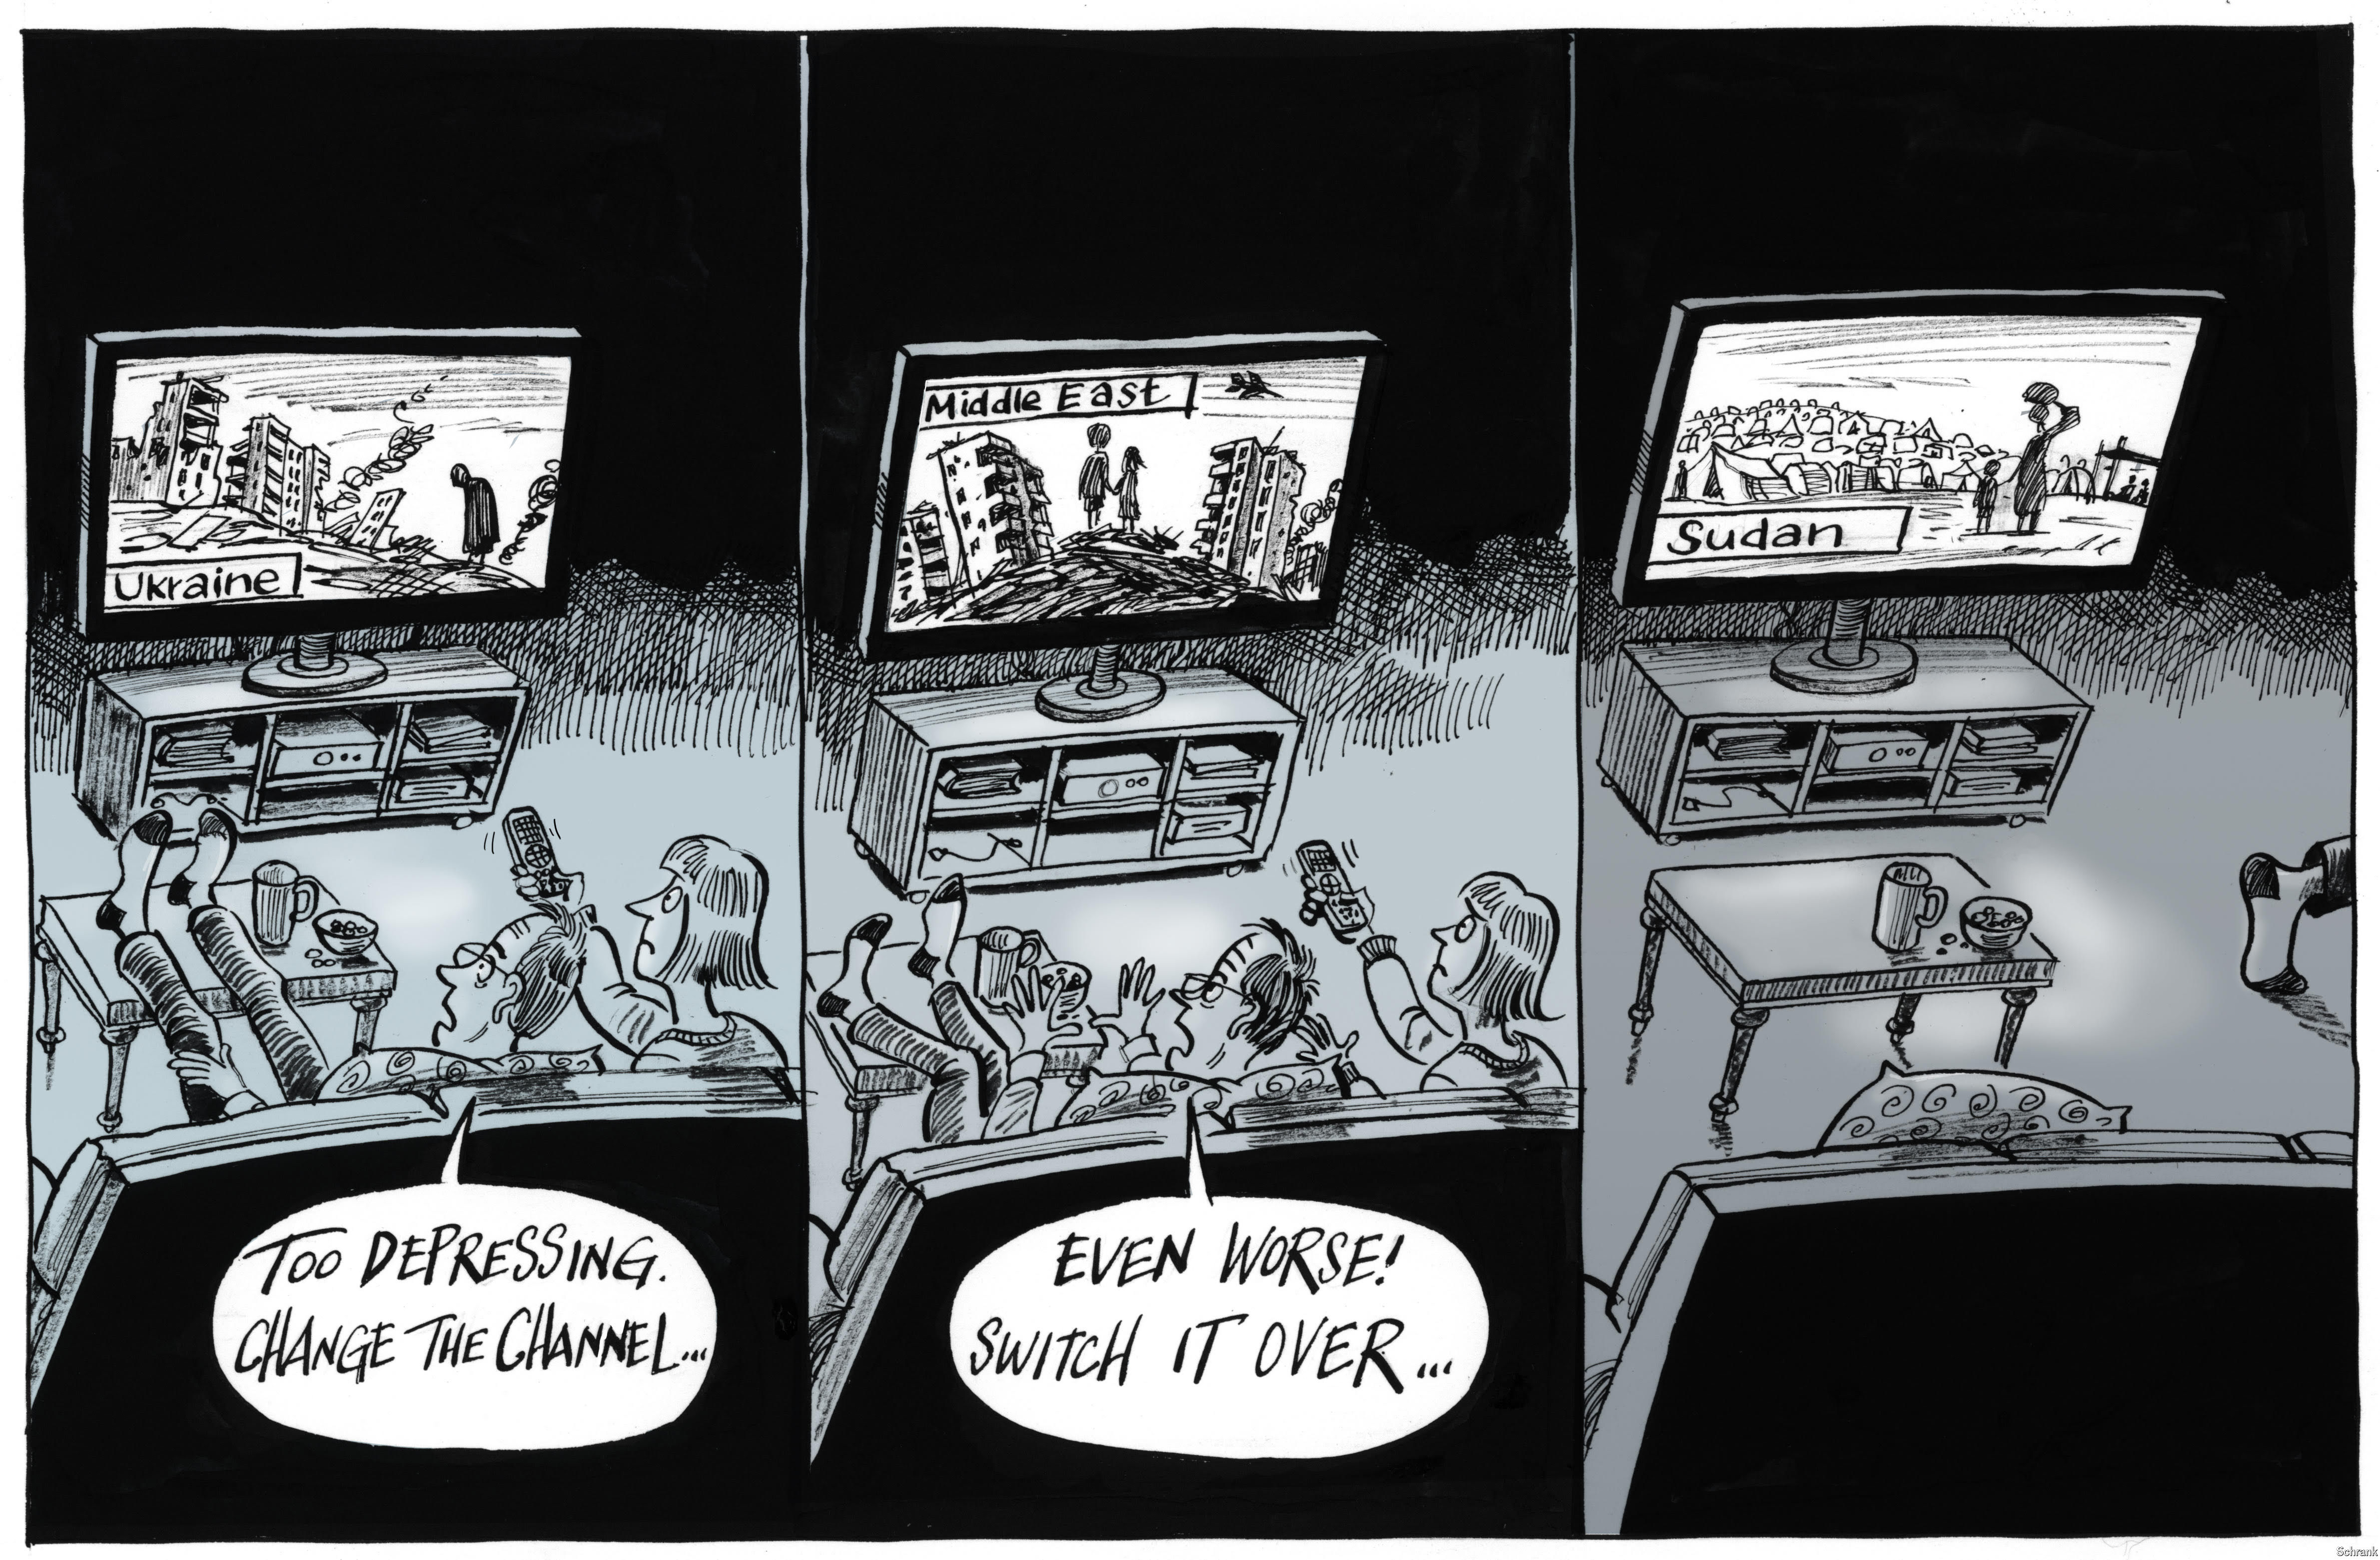 Ukraine
TOO DEPRESSING.
CHANGE THE CHANNEL...
Middle East
EVEN WORSE!
SWITCH IT OVER...
Sudan
Schrank